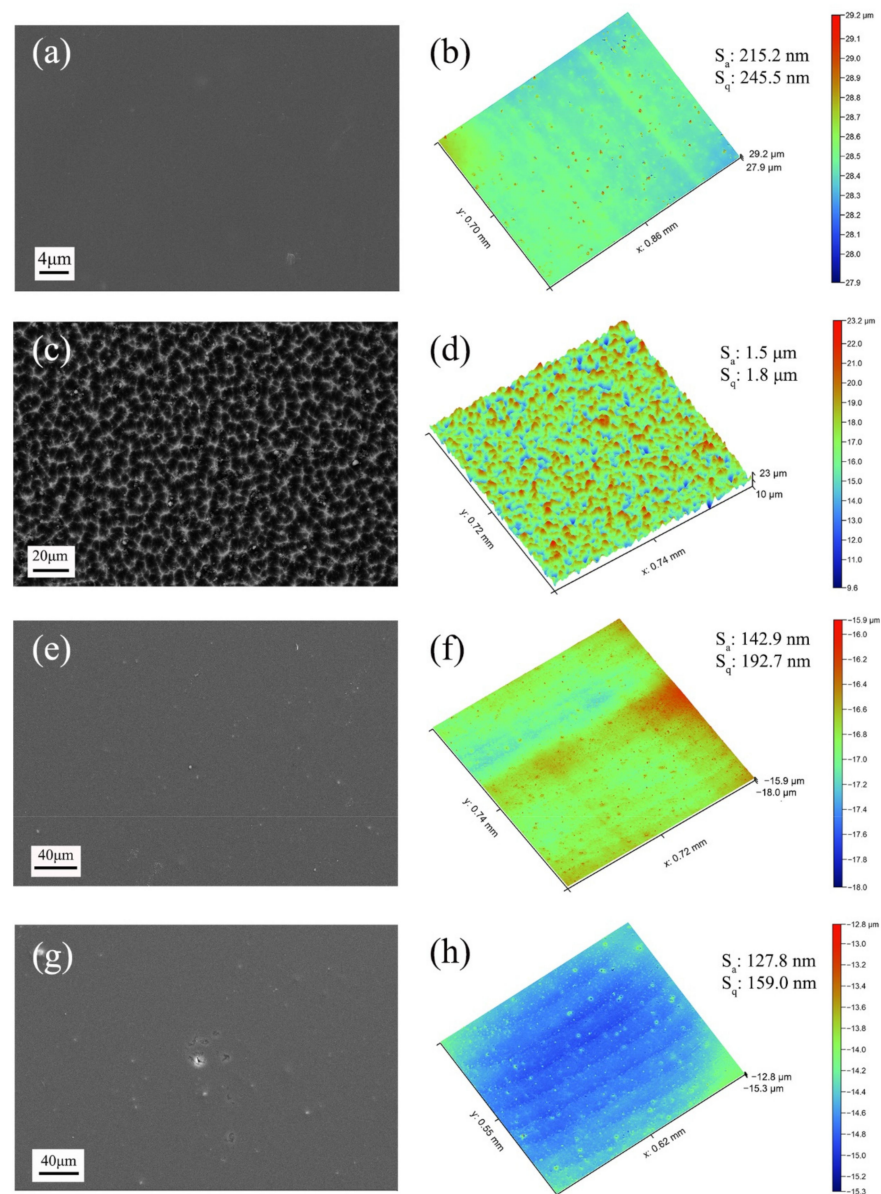 (a)
4μm
(b)
Sa: 215.2 nm
Sq: 245.5 nm
y: 0.70 mm
x: 0.86 mm
29.2 μm
27.9 μm
29.2 μm
29.0
28.9
28.8
28.7
28.6
28.5
28.4
28.3
28.2
28.1
28.0
27.9
(c)
20μm
(d)
Sa: 1.5 μm
Sq: 1.8 μm
y: 0.72 mm
x: 0.74 mm
23 μm
10 μm
23.2 μm
22.0
21.0
20.0
19.0
18.0
17.0
16.0
15.0
14.0
13.0
12.0
11.0
9.6
(e)
40μm
(f)
Sa: 142.9 nm
Sq: 192.7 nm
y: 0.74 mm
x: 0.72 mm
−15.9 μm
−18.0 μm
−15.9 μm
−16.0
−16.2
−16.4
−16.6
−16.8
−17.0
−17.2
−17.4
−17.6
−17.8
−18.0
(g)
40μm
(h)
Sa: 127.8 nm
Sq: 159.0 nm
y: 0.55 mm
x: 0.62 mm
−12.8 μm
−15.3 μm
−12.8 μm
−13.0
−13.2
−13.4
−13.6
−13.8
−14.0
−14.2
−14.4
−14.6
−14.8
−15.0
−15.2
−15.3